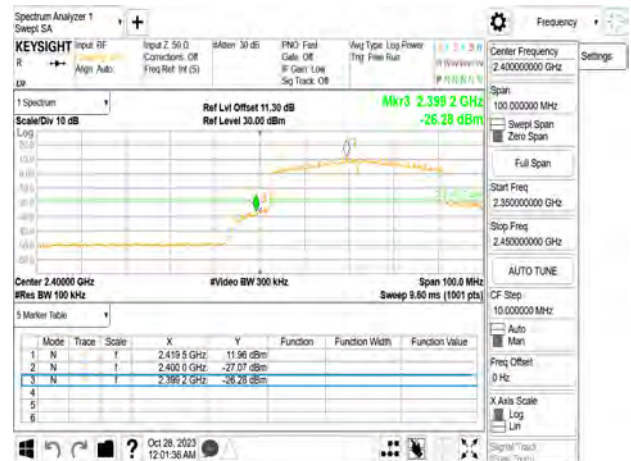 Spectrum Analyzer 1
Swept SA
+
Frequency
KEYSIGHT Input: RF
R
Align: Auto
Input Z: 50 Ω
Corrections: Off
Freq Ref: Int (S)
#Atten: 30 dB
PNO: Fast
Gate: Off
IF Gain: Low
Sig Track: Off
Avg Type: Log-Power
Trig: Free Run
1 Spectrum
Scale/Div 10 dB
Log
Ref Lvl Offset 11.30 dB
Ref Level 30.00 dBm
Mkr3 2.399 2 GHz
-26.28 dBm
Center 2.40000 GHz
#Res BW 100 kHz
#Video BW 300 kHz
Span 100.0 MHz
Sweep 9.60 ms (1001 pts)
5 Marker Table
Mode Trace Scale X Y Function Function Width Function Value
1 N f 2.419 5 GHz 11.96 dBm
2 N f 2.400 0 GHz -27.07 dBm
3 N f 2.399 2 GHz -26.28 dBm
4
5
6
?
Oct 28, 2023
12:01:36 AM
Center Frequency
2.400000000 GHz
Settings
Span
100.000000 MHz
Swept Span
Zero Span
Full Span
Start Freq
2.350000000 GHz
Stop Freq
2.450000000 GHz
AUTO TUNE
CF Step
10.000000 MHz
Auto
Man
Freq Offset
0 Hz
X Axis Scale
Log
Lin
Signal Track